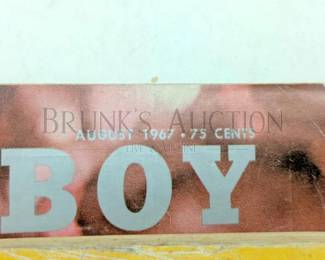 BRUNK'S AUCTION
AUGUST 1967 • 75 CENTS
BOY